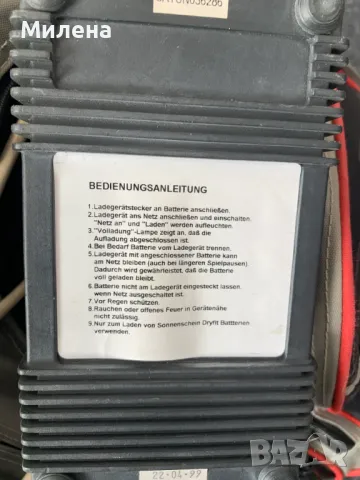 Милена
BEDIENUNGSANLEITUNG
1.Ladegerätstecker an Batterie anschließen.
2.Ladegerät ans Netz anschließen und einschalten.
"Netz an" und "Laden" werden aufleuchten.
3."Volladung"-Lampe zeigt an, daß die
Aufladung abgeschlossen ist.
4.Bei Bedarf Batterie vom Ladegerät trennen.
5.Ladegerät mit angeschlossener Batterie kann
am Netz bleiben (auch bei längeren Spielpausen).
Dadurch wird gewährleistet, daß die Batterie
voll geladen bleibt.
6.Batterie nicht am Ladegerät eingesteckt lassen,
wenn Netz ausgeschaltet ist.
7.Vor Regen schützen.
8.Rauchen oder offenes Feuer in Gerätenähe
nicht zulässig.
9.Nur zum Laden von Sonnenschein Dryfit Batterien
verwenden.
22-04-99
BAZAR.BG